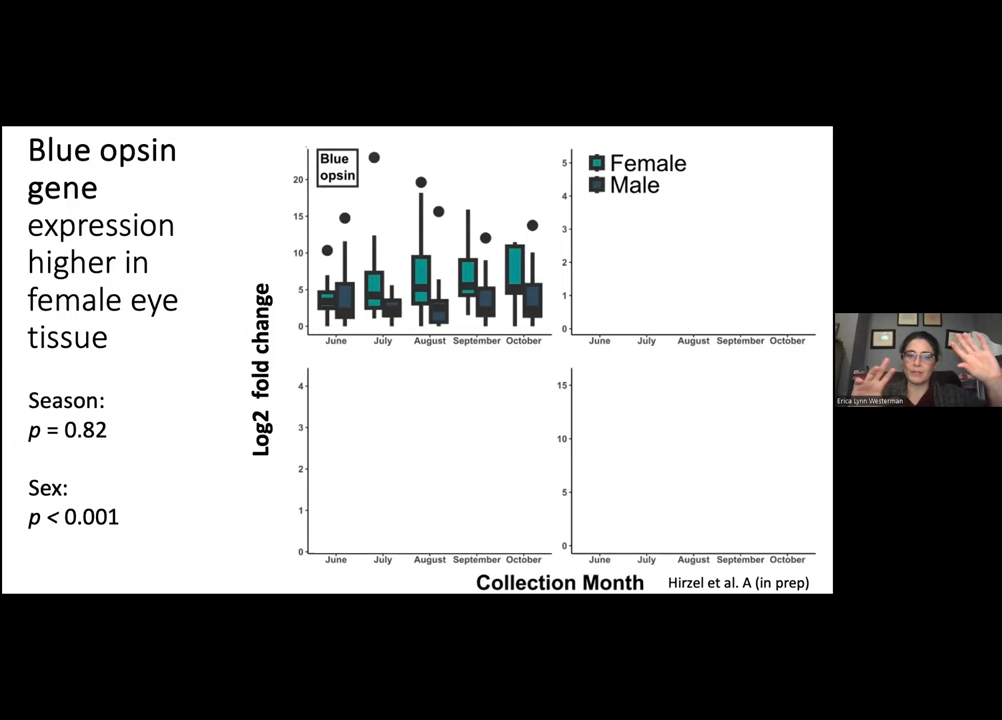 Blue opsin
gene
expression
higher in
female eye
tissue
Season:
p = 0.82
Sex:
p < 0.001
Log2 fold change
Blue
opsin
20
15
10
5
0
June July August September October
Female
Male
5
4
3
2
1
0
June July August September October
4
3
2
1
0
June July August September October
15
10
5
0
June July August September October
Collection Month
Hirzel et al. A (in prep)
Erica Lynn Westerman